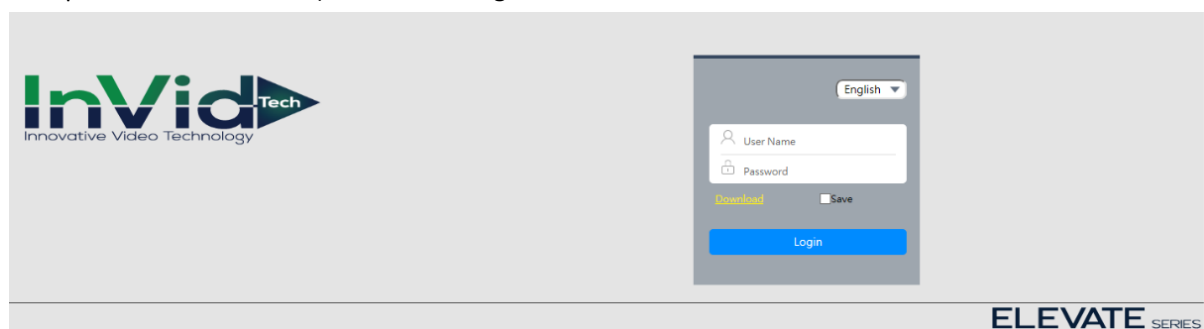 InVid Tech
Innovative Video Technology
English
User Name
Password
Download Save
Login
ELEVATE SERIES